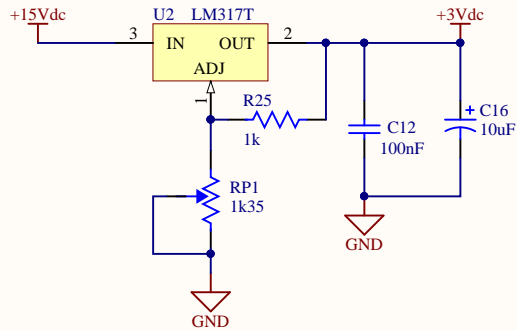 +15Vdc
U2 LM317T
+3Vdc
3 IN OUT 2
ADJ
1
R25
1k
C12
100nF
+ C16
10uF
RP1
1k35
GND
GND